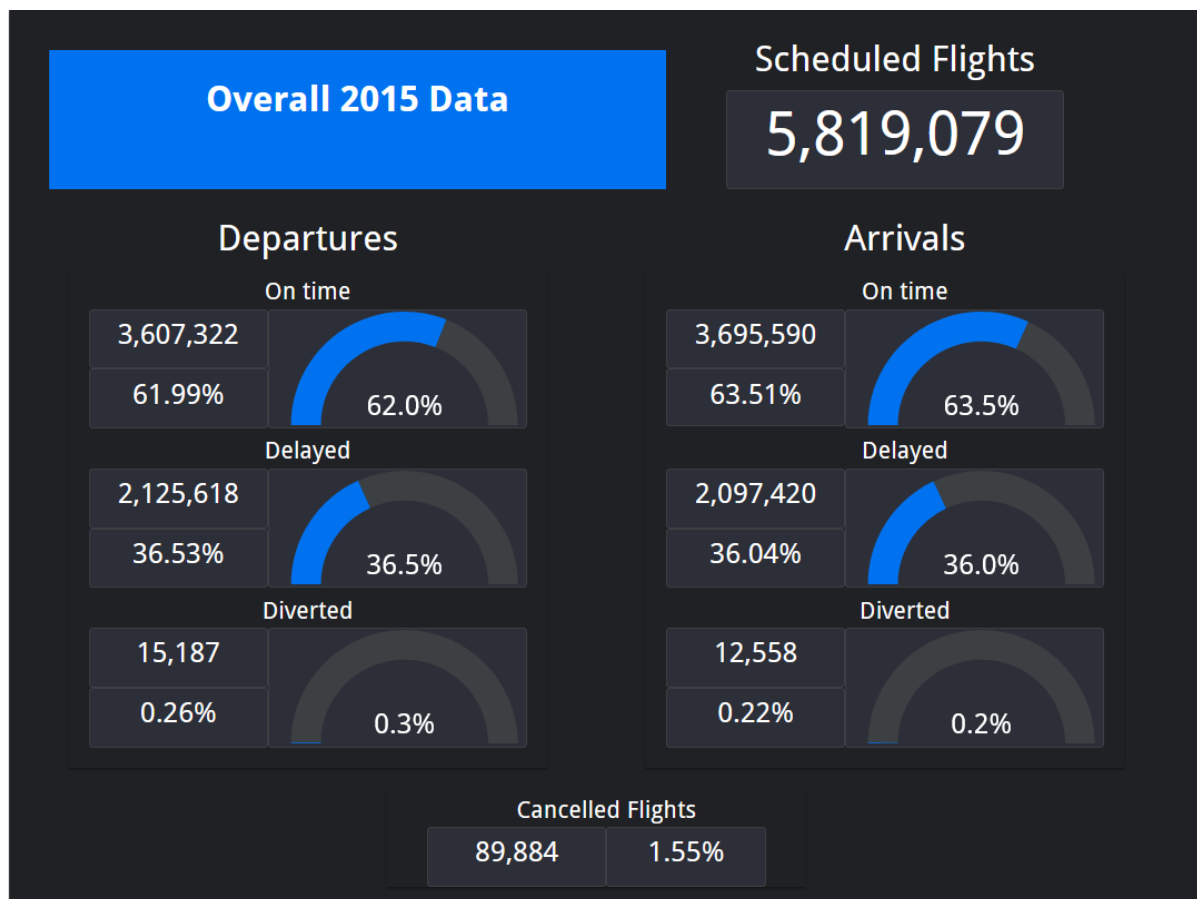 Overall 2015 Data
Scheduled Flights
5,819,079
Departures
On time
3,607,322
61.99%
62.0%
Delayed
2,125,618
36.53%
36.5%
Diverted
15,187
0.26%
0.3%
Arrivals
On time
3,695,590
63.51%
63.5%
Delayed
2,097,420
36.04%
36.0%
Diverted
12,558
0.22%
0.2%
Cancelled Flights
89,884
1.55%